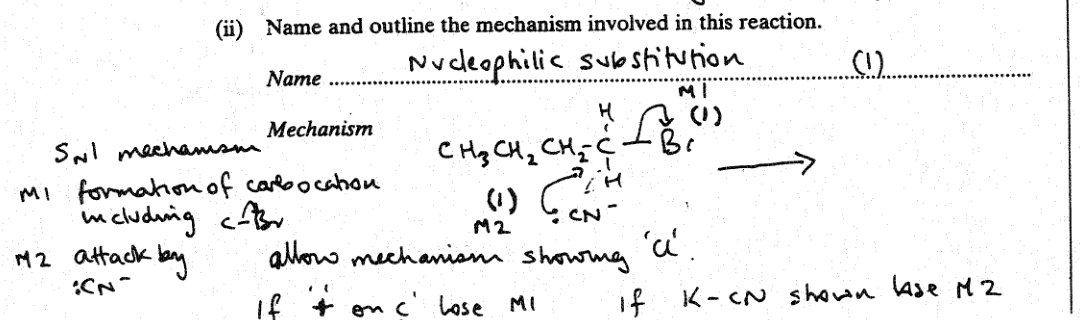 (ii) Name and outline the mechanism involved in this reaction.
Name Nucleophilic substitution (1)
M1
H (1)
Mechanism
SN1 mechanism
CH3CH2CH2-C-Br
M1 formation of carbocation
H
including C-Br
(1) :CN-
M2
M2 attack by
:CN-
allow mechanism showing 'Cl'.
If '+ on C' lose M1 if K-CN shown lose M2